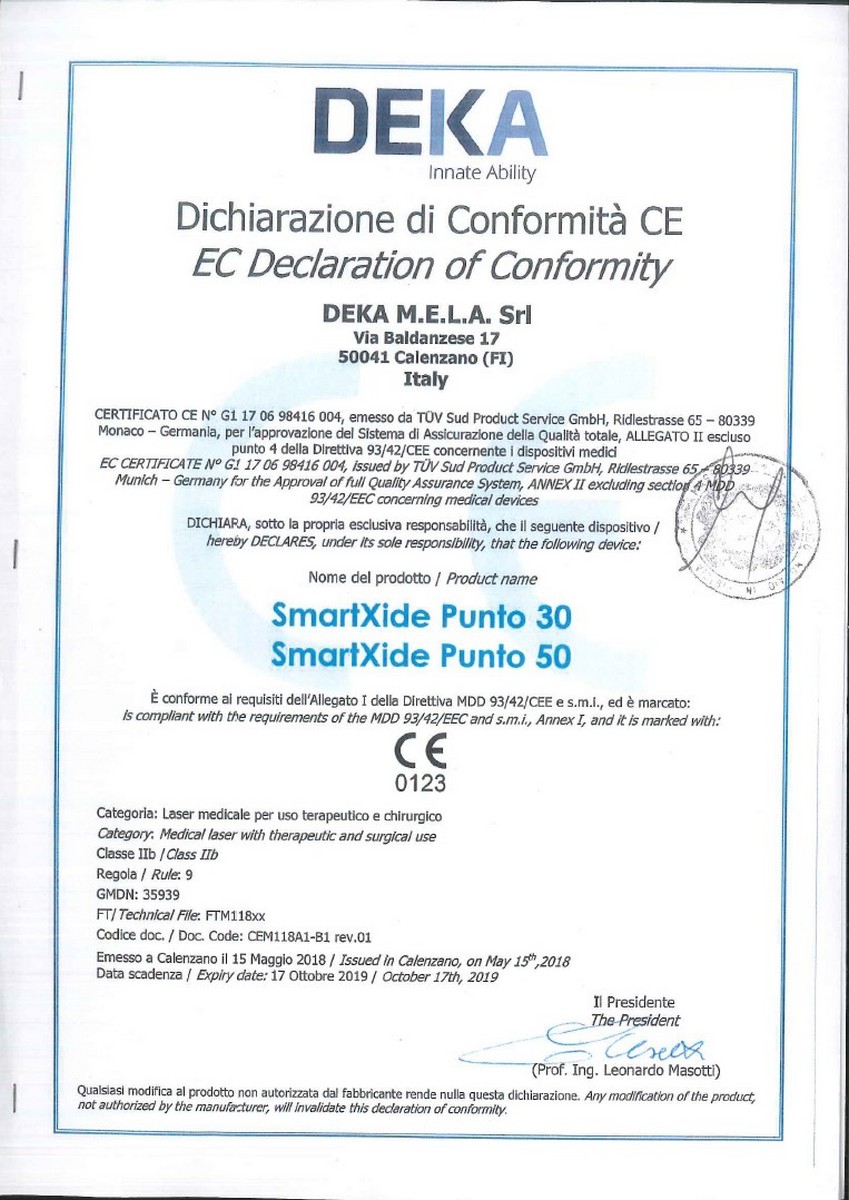 DEKA
Innate Ability
Dichiarazione di Conformità CE
EC Declaration of Conformity
DEKA M.E.L.A. Srl
Via Baldanzese 17
50041 Calenzano (FI)
Italy
CERTIFICATO CE N° G1 17 06 98416 004, emesso da TÜV Sud Product Service GmbH, Ridlestrasse 65 – 80339
Monaco – Germania, per l'approvazione del Sistema di Assicurazione della Qualità totale, ALLEGATO II escluso
punto 4 della Direttiva 93/42/CEE concernente i dispositivi medici
EC CERTIFICATE N° G1 17 06 98416 004, issued by TÜV Sud Product Service GmbH, Ridlestrasse 65 – 80339
Munich – Germany for the Approval of full Quality Assurance System, ANNEX II excluding section 4 MDD
93/42/EEC concerning medical devices
DICHIARA, sotto la propria esclusiva responsabilità, che il seguente dispositivo /
hereby DECLARES, under its sole responsibility, that the following device:
Nome del prodotto / Product name
SmartXide Punto 30
SmartXide Punto 50
È conforme ai requisiti dell'Allegato I della Direttiva MDD 93/42/CEE e s.m.i., ed è marcato:
is compliant with the requirements of the MDD 93/42/EEC and s.m.i., Annex I, and it is marked with:
CE
0123
Categoria: Laser medicale per uso terapeutico e chirurgico
Category: Medical laser with therapeutic and surgical use
Classe IIb / Class IIb
Regola / Rule: 9
GMDN: 35939
FT/ Technical File: FTM118xx
Codice doc. / Doc. Code: CEM118A1-B1 rev.01
Emesso a Calenzano il 15 Maggio 2018 / Issued in Calenzano, on May 15th,2018
Data scadenza / Expiry date: 17 Ottobre 2019 / October 17th, 2019
Il Presidente
The President
(Prof. Ing. Leonardo Masotti)
Qualsiasi modifica al prodotto non autorizzata dal fabbricante rende nulla questa dichiarazione. Any modification of the product,
not authorized by the manufacturer, will invalidate this declaration of conformity.